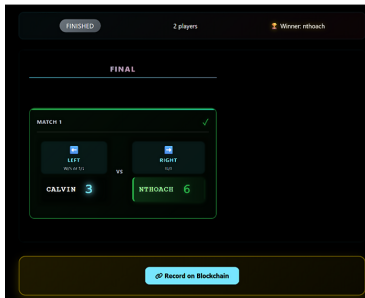 FINISHED
2 players
🏆 Winner: nthoach
FINAL
MATCH 1 ✓
⬅️
LEFT
VS
➡️
RIGHT
CALVIN 3
NTHOACH 6
🔗 Record on Blockchain